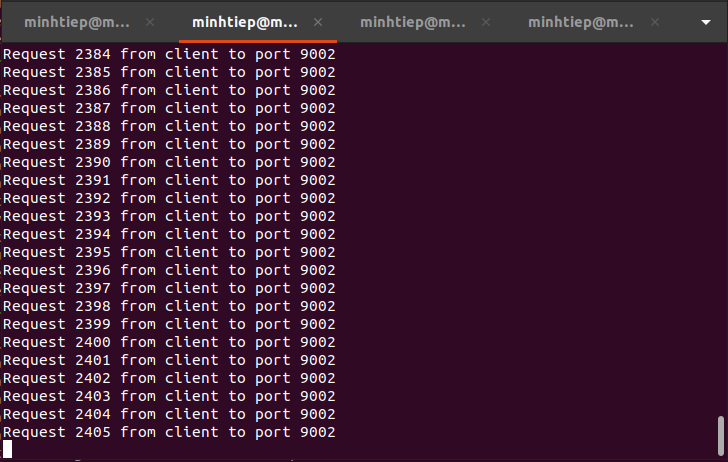 minhtiep@m... × minhtiep@m... × minhtiep@m... × minhtiep@m... ×
Request 2384 from client to port 9002
Request 2385 from client to port 9002
Request 2386 from client to port 9002
Request 2387 from client to port 9002
Request 2388 from client to port 9002
Request 2389 from client to port 9002
Request 2390 from client to port 9002
Request 2391 from client to port 9002
Request 2392 from client to port 9002
Request 2393 from client to port 9002
Request 2394 from client to port 9002
Request 2395 from client to port 9002
Request 2396 from client to port 9002
Request 2397 from client to port 9002
Request 2398 from client to port 9002
Request 2399 from client to port 9002
Request 2400 from client to port 9002
Request 2401 from client to port 9002
Request 2402 from client to port 9002
Request 2403 from client to port 9002
Request 2404 from client to port 9002
Request 2405 from client to port 9002